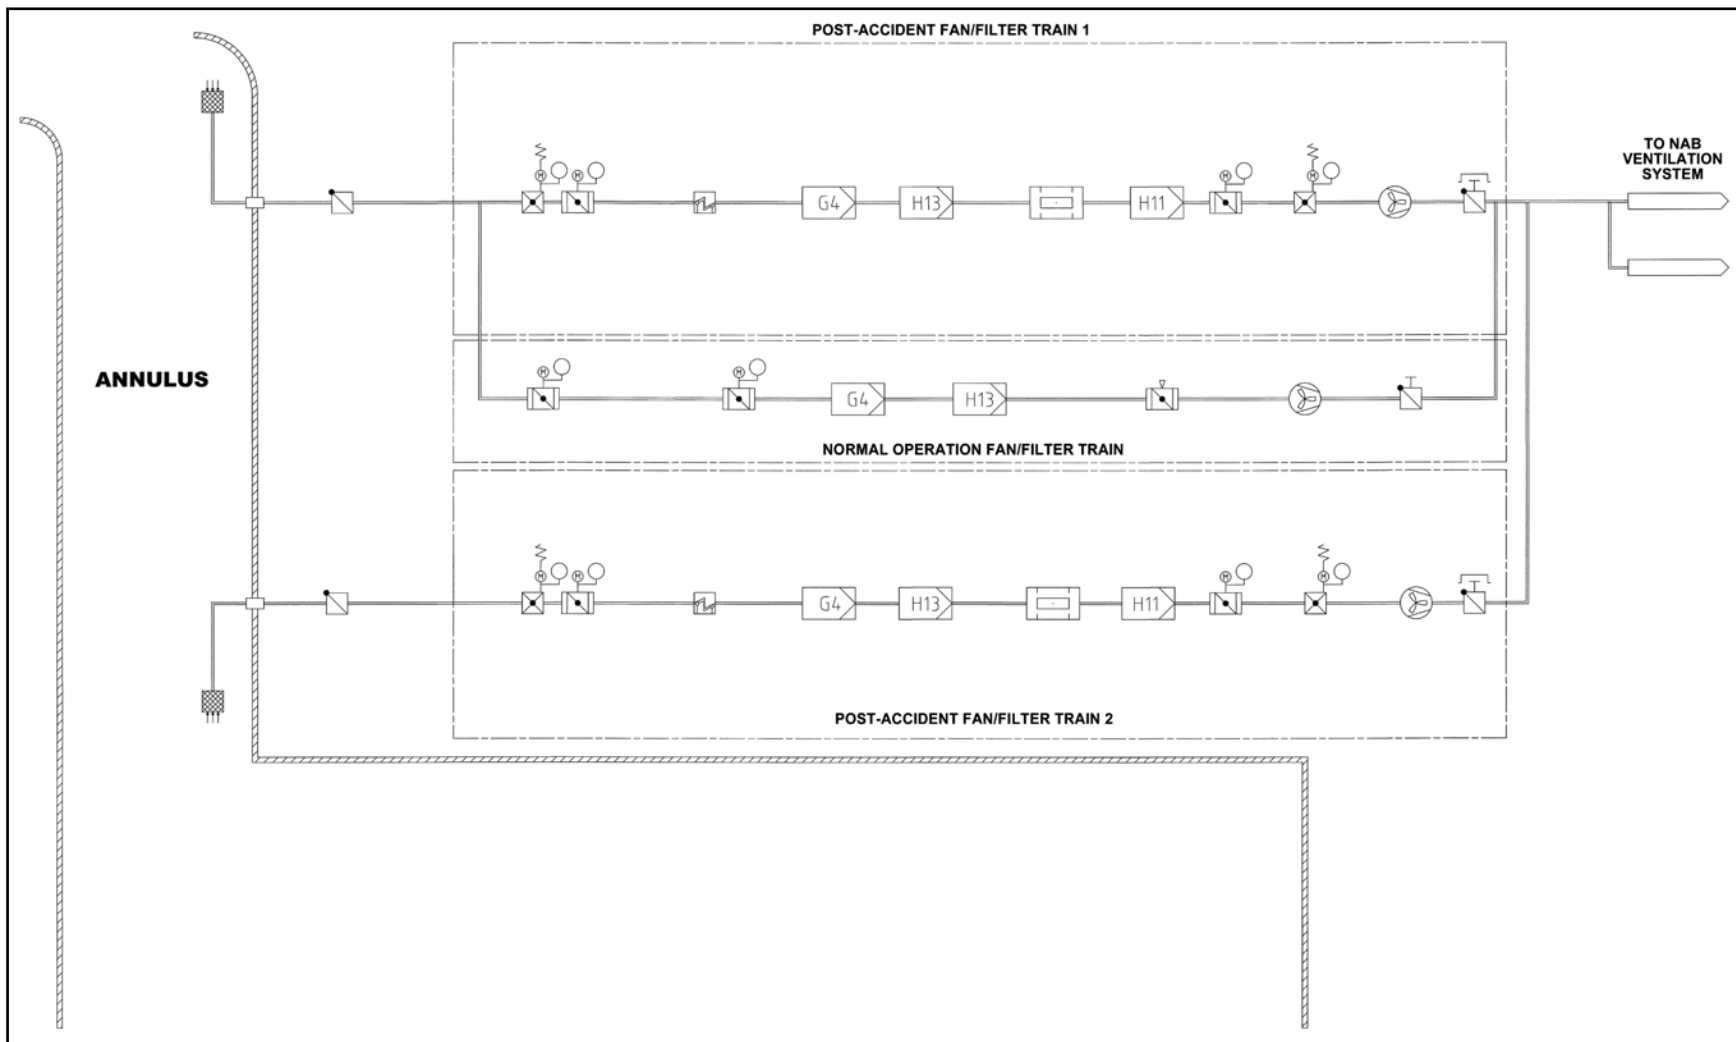 POST-ACCIDENT FAN/FILTER TRAIN 1
TO NAB
VENTILATION
SYSTEM
M M M M
G4 H13 H11
ANNULUS
M M
G4 H13
NORMAL OPERATION FAN/FILTER TRAIN
M M M M
G4 H13 H11
POST-ACCIDENT FAN/FILTER TRAIN 2